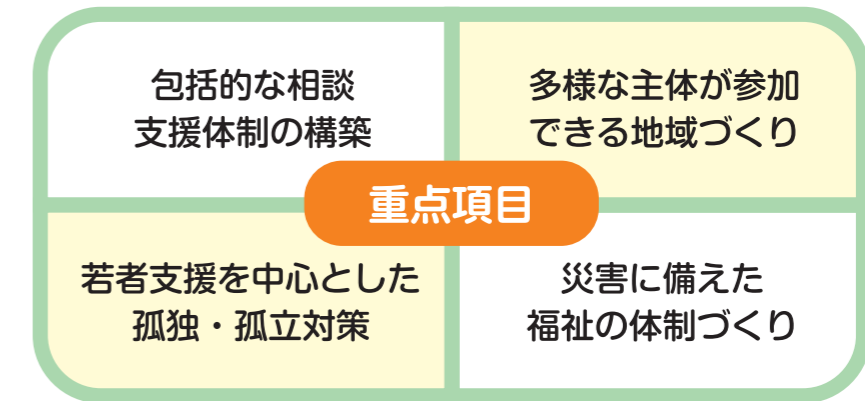 包括的な相談
支援体制の構築
多様な主体が参加
できる地域づくり
重点項目
若者支援を中心とした
孤独・孤立対策
災害に備えた
福祉の体制づくり